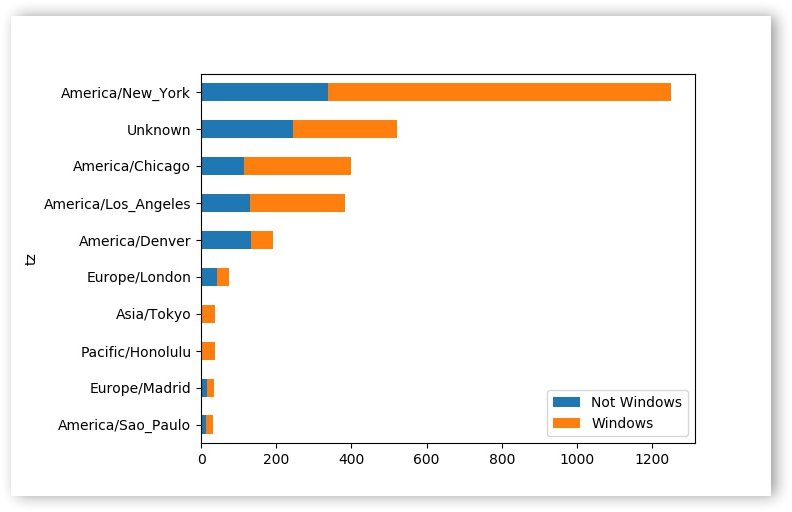 America/New_York
Unknown
America/Chicago
America/Los_Angeles
America/Denver
tz
Europe/London
Asia/Tokyo
Pacific/Honolulu
Europe/Madrid
America/Sao_Paulo
Not Windows
Windows
0 200 400 600 800 1000 1200